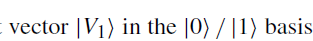 vector |V₁⟩ in the |0⟩ / |1⟩ basis